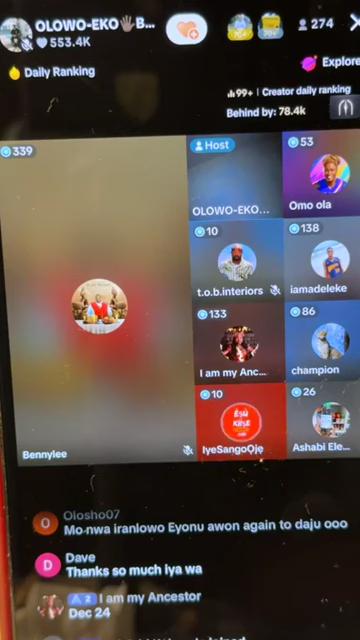 OLOWO-EKO🖐🏿B...
553.4K
274
Daily Ranking
Explore
99+ | Creator daily ranking
Behind by: 78.4k
339
Host
53
OLOWO-EKO...
Omo ola
10
138
t.o.b.interiors
iamadeleke
133
86
I am my Anc...
champion
10
26
ÈṢÙ
Bennylee
IyeSangoOje
Ashabi Ele...
O
Olosho07
Mo nwa iranlowo Eyonu awon again to daju ooo
D
Dave
Thanks so much iya wa
2 I am my Ancestor
Dec 24